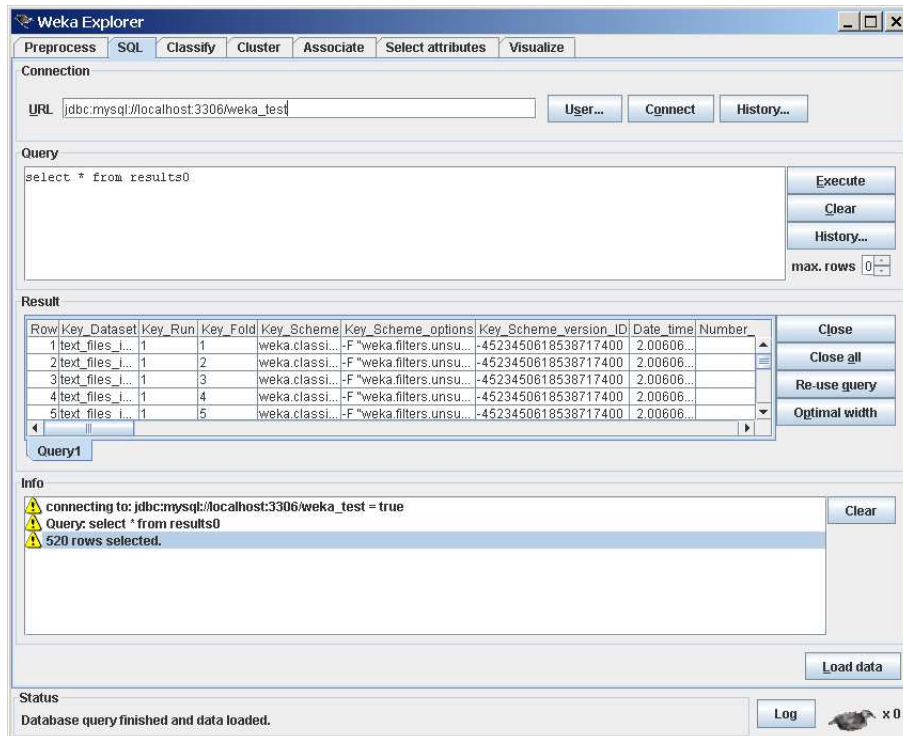 Weka Explorer
Preprocess SQL Classify Cluster Associate Select attributes Visualize
Connection
URL jdbc:mysql://localhost:3306/weka_test User... Connect History...
Query
select * from results0
Execute
Clear
History...
max. rows 0
Result
Row Key_Dataset Key_Run Key_Fold Key_Scheme Key_Scheme_options Key_Scheme_version_ID Date_time Number_
1 text_files_i... 1 1 weka.classi... -F "weka.filters.unsu... -4523450618538717400 2.00606...
2 text_files_i... 1 2 weka.classi... -F "weka.filters.unsu... -4523450618538717400 2.00606...
3 text_files_i... 1 3 weka.classi... -F "weka.filters.unsu... -4523450618538717400 2.00606...
4 text_files_i... 1 4 weka.classi... -F "weka.filters.unsu... -4523450618538717400 2.00606...
5 text_files_i... 1 5 weka.classi... -F "weka.filters.unsu... -4523450618538717400 2.00606...
Close
Close all
Re-use query
Optimal width
Query1
Info
connecting to: jdbc:mysql://localhost:3306/weka_test = true
Query: select * from results0
520 rows selected.
Clear
Load data
Status
Database query finished and data loaded.
Log x 0